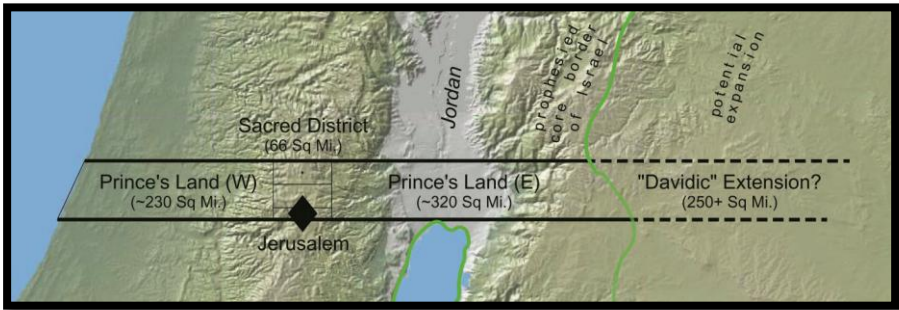 Sacred District
(66 Sq Mi.)
Prince's Land (W)
(~230 Sq Mi.)
Jerusalem
Jordan
Prince's Land (E)
(~320 Sq Mi.)
prophesied
core border
of Israel
potential
expansion
"Davidic" Extension?
(250+ Sq Mi.)